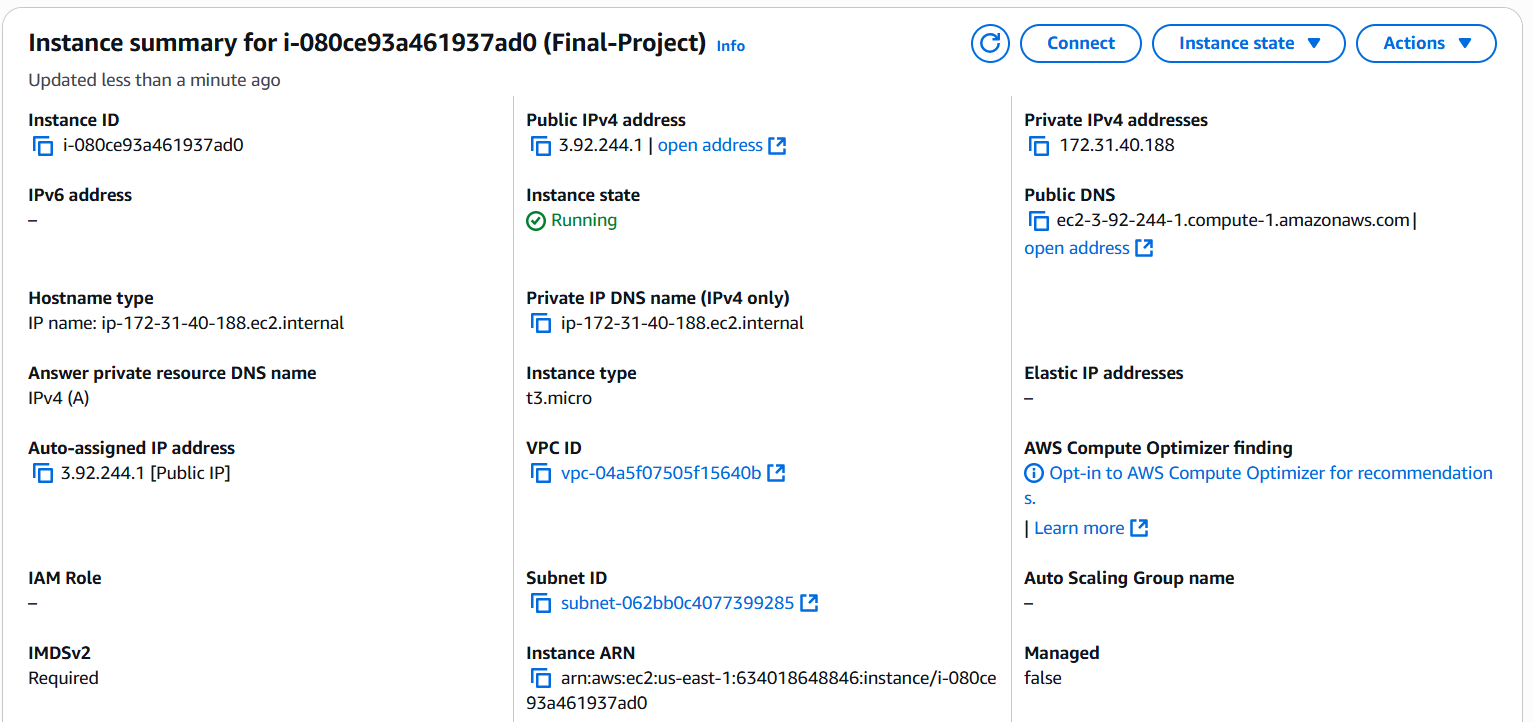 Instance summary for i-080ce93a461937ad0 (Final-Project) Info
Connect
Instance state
Actions
Updated less than a minute ago
Instance ID
i-080ce93a461937ad0
Public IPv4 address
3.92.244.1 | open address
Private IPv4 addresses
172.31.40.188
IPv6 address
–
Instance state
Running
Public DNS
ec2-3-92-244-1.compute-1.amazonaws.com |
open address
Hostname type
IP name: ip-172-31-40-188.ec2.internal
Private IP DNS name (IPv4 only)
ip-172-31-40-188.ec2.internal
Answer private resource DNS name
IPv4 (A)
Instance type
t3.micro
Elastic IP addresses
–
Auto-assigned IP address
3.92.244.1 [Public IP]
VPC ID
vpc-04a5f07505f15640b
AWS Compute Optimizer finding
Opt-in to AWS Compute Optimizer for recommendation
s.
| Learn more
IAM Role
–
Subnet ID
subnet-062bb0c4077399285
Auto Scaling Group name
–
IMDSv2
Required
Instance ARN
arn:aws:ec2:us-east-1:634018648846:instance/i-080ce
93a461937ad0
Managed
false